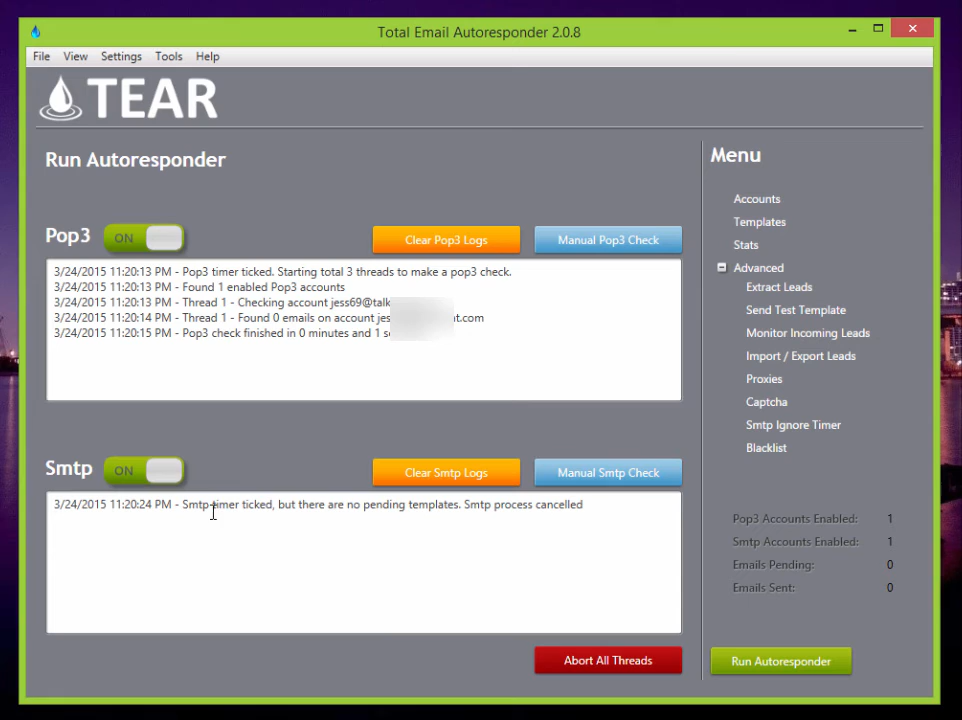 Total Email Autoresponder 2.0.8
File View Settings Tools Help
TEAR
Run Autoresponder
Pop3 ON Clear Pop3 Logs Manual Pop3 Check
3/24/2015 11:20:13 PM - Pop3 timer ticked. Starting total 3 threads to make a pop3 check.
3/24/2015 11:20:13 PM - Found 1 enabled Pop3 accounts
3/24/2015 11:20:13 PM - Thread 1 - Checking account jess69@talk
3/24/2015 11:20:14 PM - Thread 1 - Found 0 emails on account jes t.com
3/24/2015 11:20:15 PM - Pop3 check finished in 0 minutes and 1 s
Smtp ON Clear Smtp Logs Manual Smtp Check
3/24/2015 11:20:24 PM - Smtp timer ticked, but there are no pending templates. Smtp process cancelled
Abort All Threads
Menu
Accounts
Templates
Stats
Advanced
Extract Leads
Send Test Template
Monitor Incoming Leads
Import / Export Leads
Proxies
Captcha
Smtp Ignore Timer
Blacklist
Pop3 Accounts Enabled: 1
Smtp Accounts Enabled: 1
Emails Pending: 0
Emails Sent: 0
Run Autoresponder